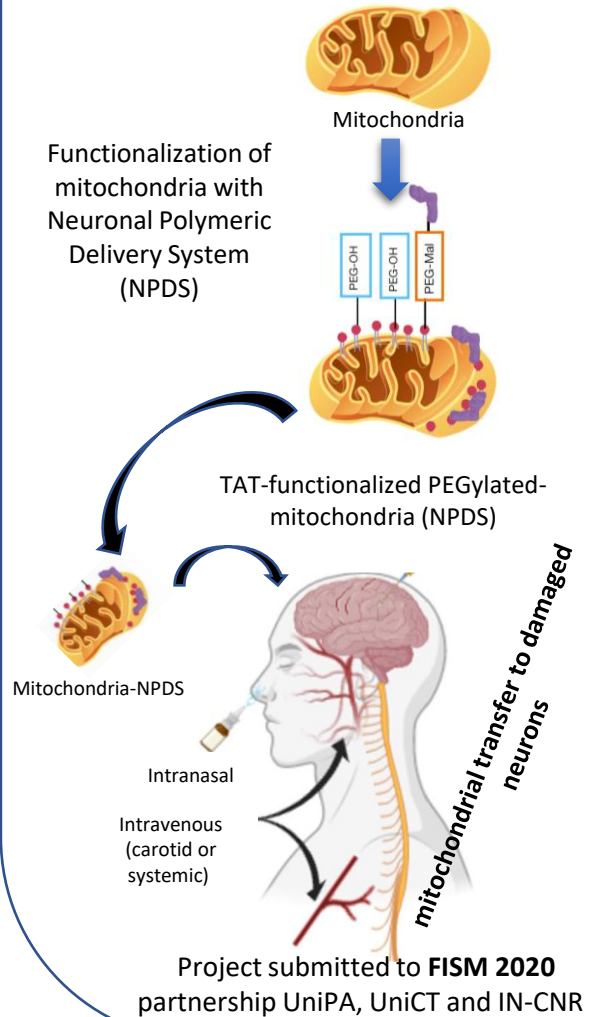 Mitochondria
Functionalization of
mitochondria with
Neuronal Polymeric
Delivery System
(NPDS)
PEG-OH
PEG-OH
PEG-Mal
TAT-functionalized PEGylated-
mitochondria (NPDS)
mitochondrial transfer to damaged
neurons
Mitochondria-NPDS
Intranasal
Intravenous
(carotid or
systemic)
Project submitted to FISM 2020
partnership UniPA, UniCT and IN-CNR